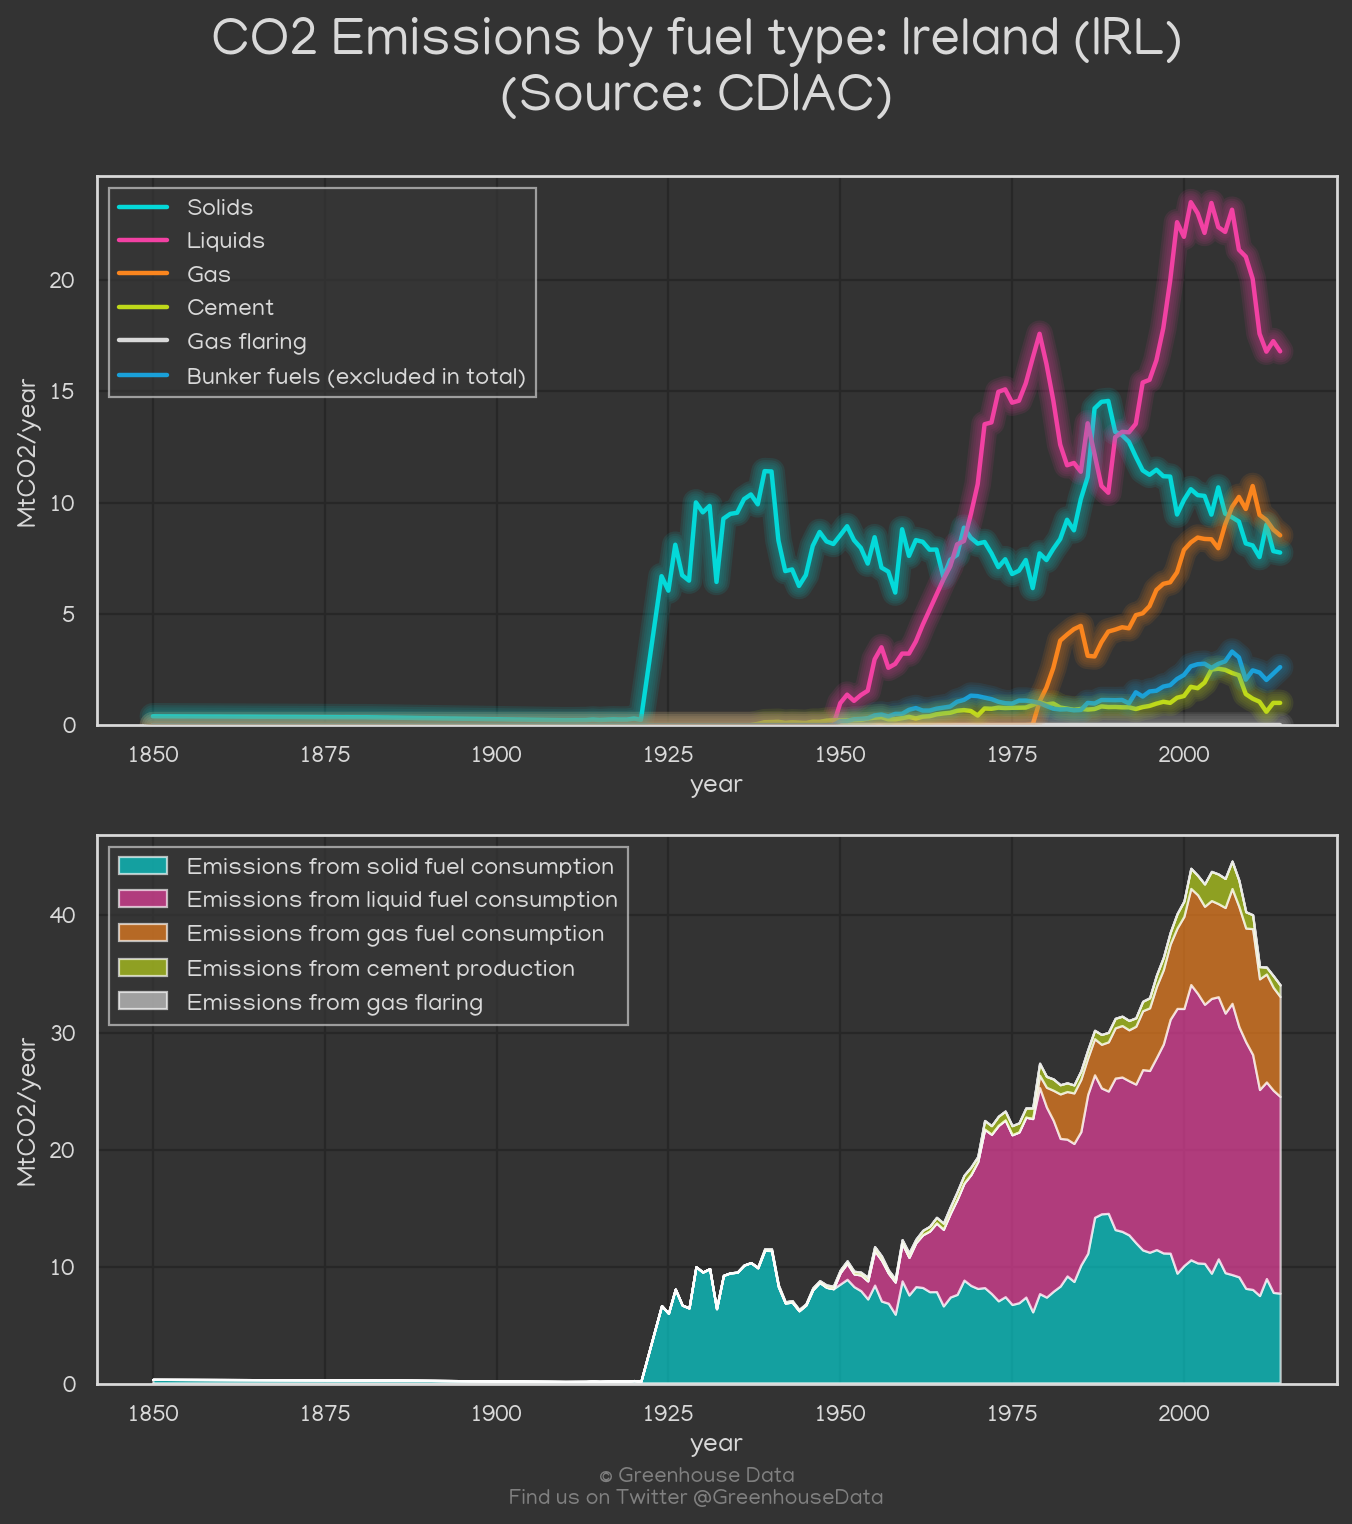 CO2 Emissions by fuel type: Ireland (IRL)
(Source: CDIAC)
Solids
Liquids
Gas
Cement
Gas flaring
Bunker fuels (excluded in total)
MtCO2/year
20
15
10
5
0
1850 1875 1900 1925 1950 1975 2000
year
Emissions from solid fuel consumption
Emissions from liquid fuel consumption
Emissions from gas fuel consumption
Emissions from cement production
Emissions from gas flaring
MtCO2/year
40
30
20
10
0
1850 1875 1900 1925 1950 1975 2000
year
© Greenhouse Data
Find us on Twitter @GreenhouseData